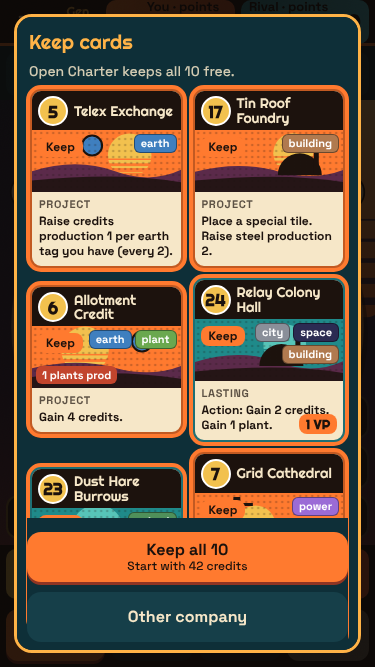 You · points
Rival · points
Keep cards
Open Charter keeps all 10 free.
5 Telex Exchange
Keep
earth
PROJECT
Raise credits
production 1 per earth
tag you have (every 2).
17 Tin Roof
Foundry
Keep
building
PROJECT
Place a special tile.
Raise steel production
2.
6 Allotment
Credit
Keep
earth
plant
1 plants prod
PROJECT
Gain 4 credits.
24 Relay Colony
Hall
Keep
city
space
building
LASTING
Action: Gain 2 credits.
Gain 1 plant.
1 VP
23 Dust Hare
Burrows
7 Grid Cathedral
Keep
power
Keep all 10
Start with 42 credits
Other company